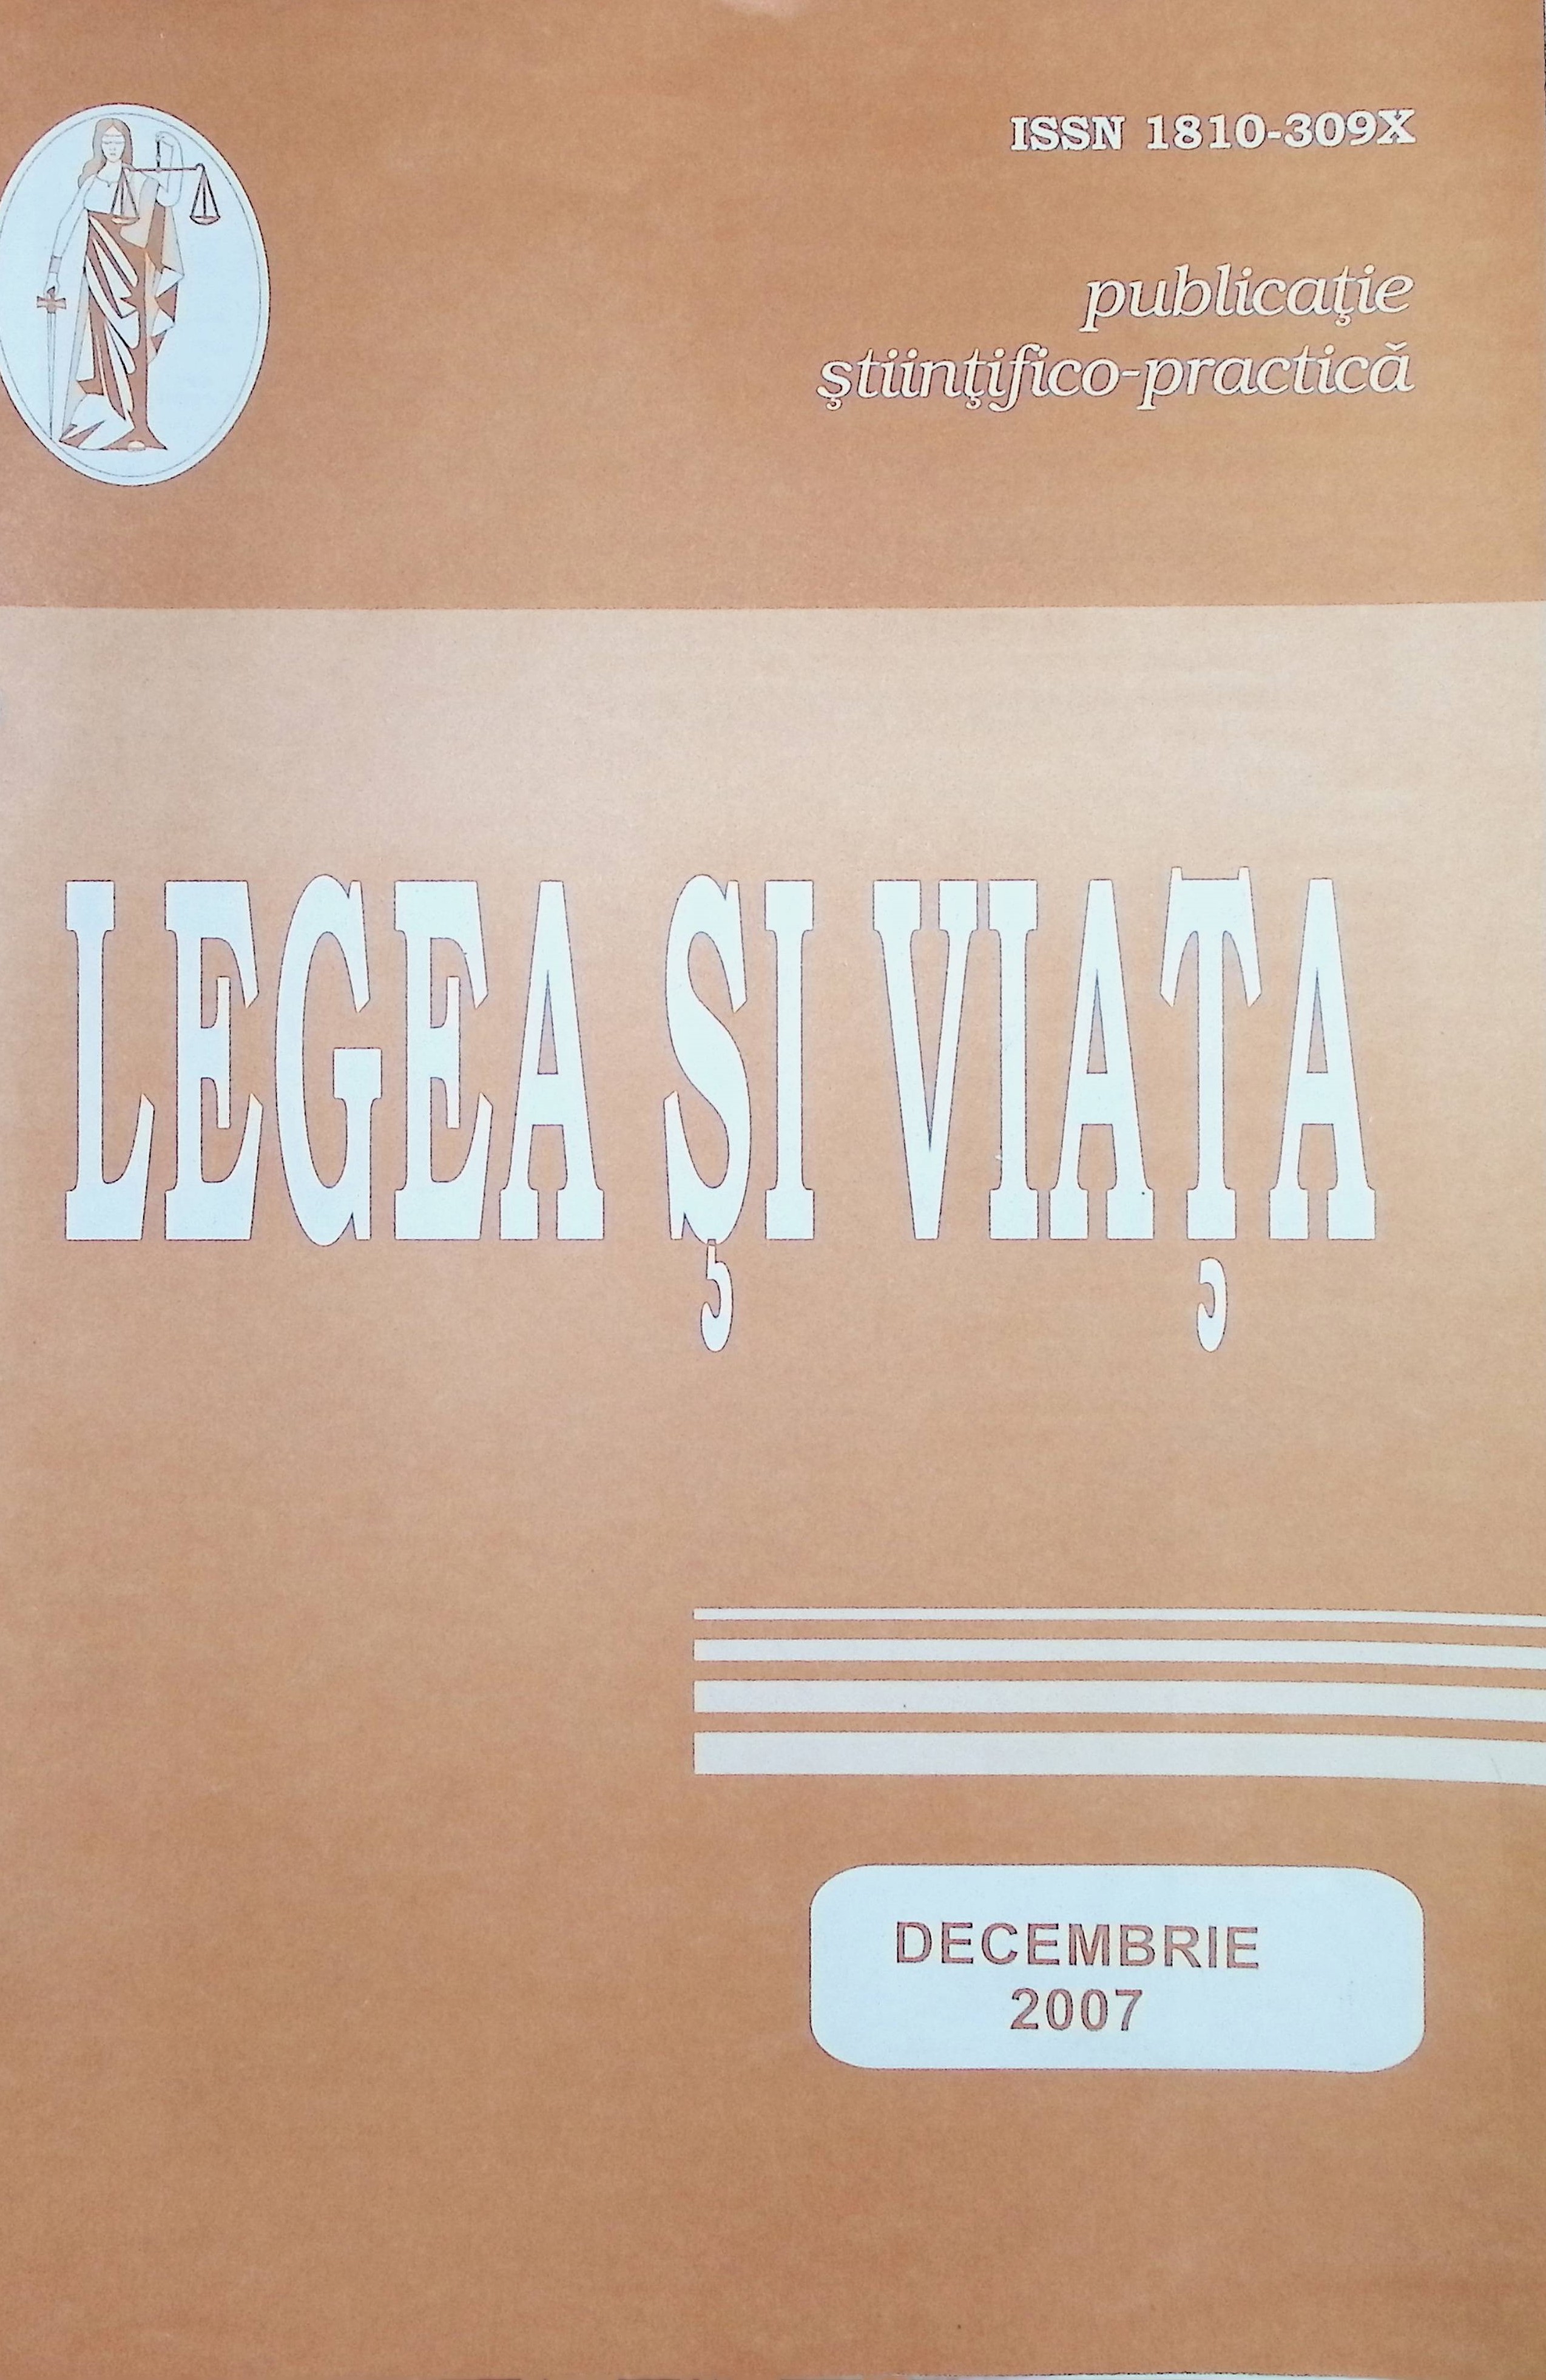 ISSN 1810-309X
publicaţie
ştiinţifico-practică
LEGEA ŞI VIAŢA
DECEMBRIE
2007